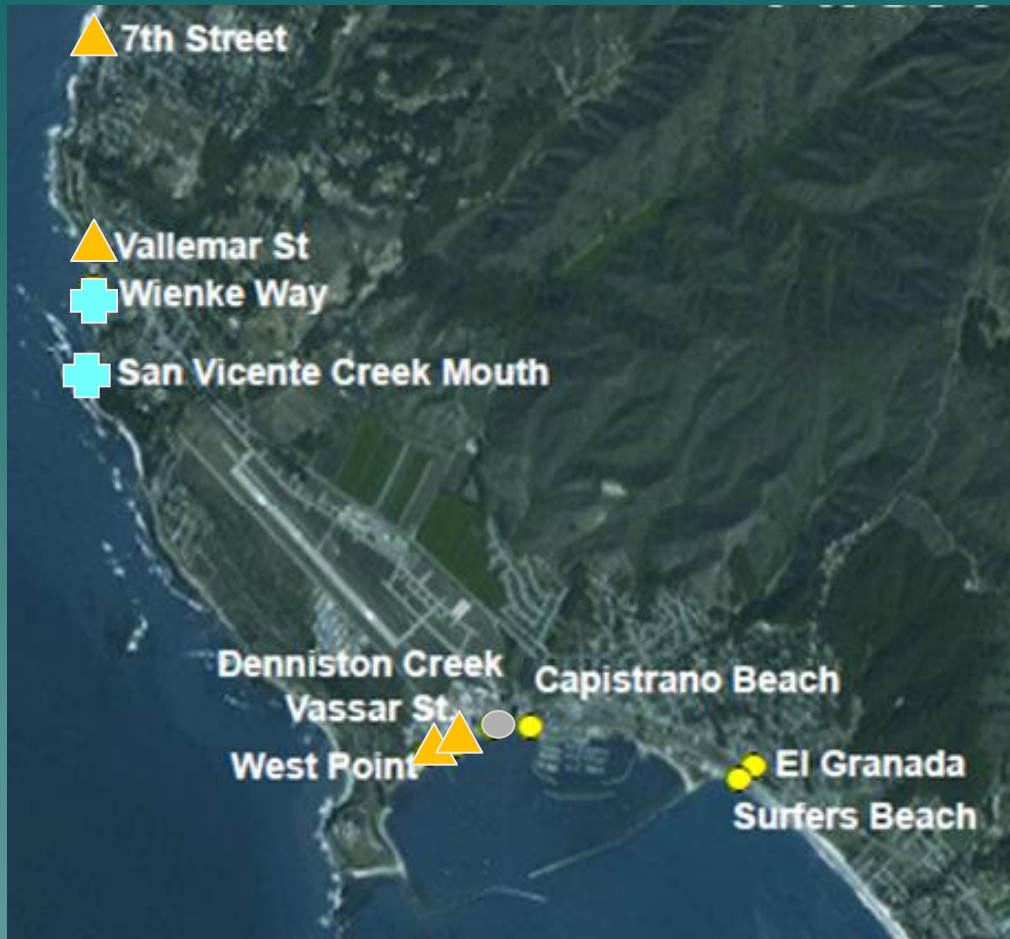 7th Street
Vallemar St
Wienke Way
San Vicente Creek Mouth
Denniston Creek
Capistrano Beach
Vassar St.
West Point
El Granada
Surfers Beach